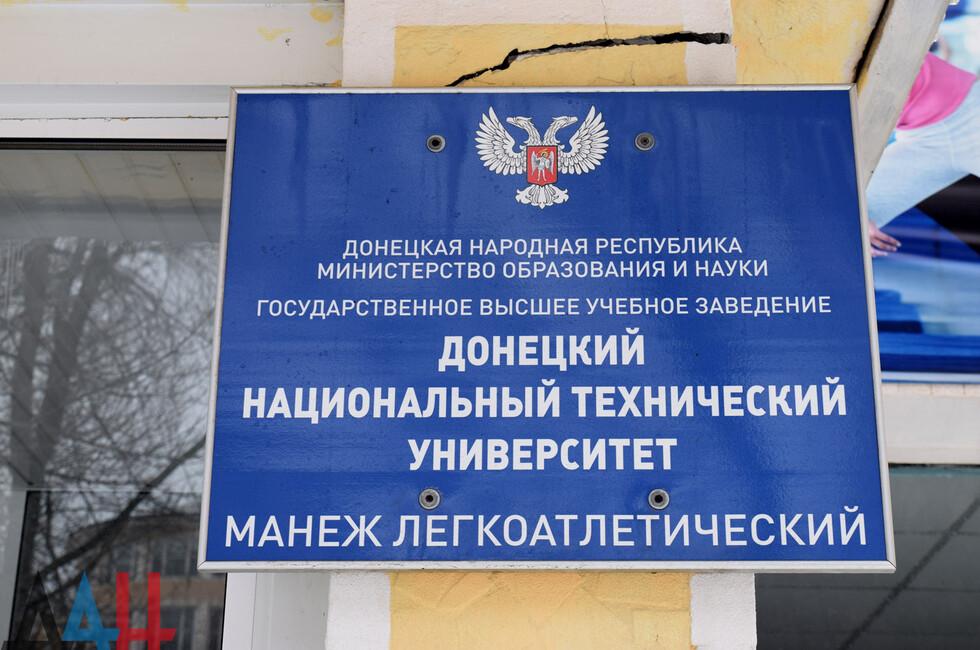 ДОНЕЦКАЯ НАРОДНАЯ РЕСПУБЛИКА
МИНИСТЕРСТВО ОБРАЗОВАНИЯ И НАУКИ
ГОСУДАРСТВЕННОЕ ВЫСШЕЕ УЧЕБНОЕ ЗАВЕДЕНИЕ
ДОНЕЦКИЙ
НАЦИОНАЛЬНЫЙ ТЕХНИЧЕСКИЙ
УНИВЕРСИТЕТ
МАНЕЖ ЛЕГКОАТЛЕТИЧЕСКИЙ
ДАН